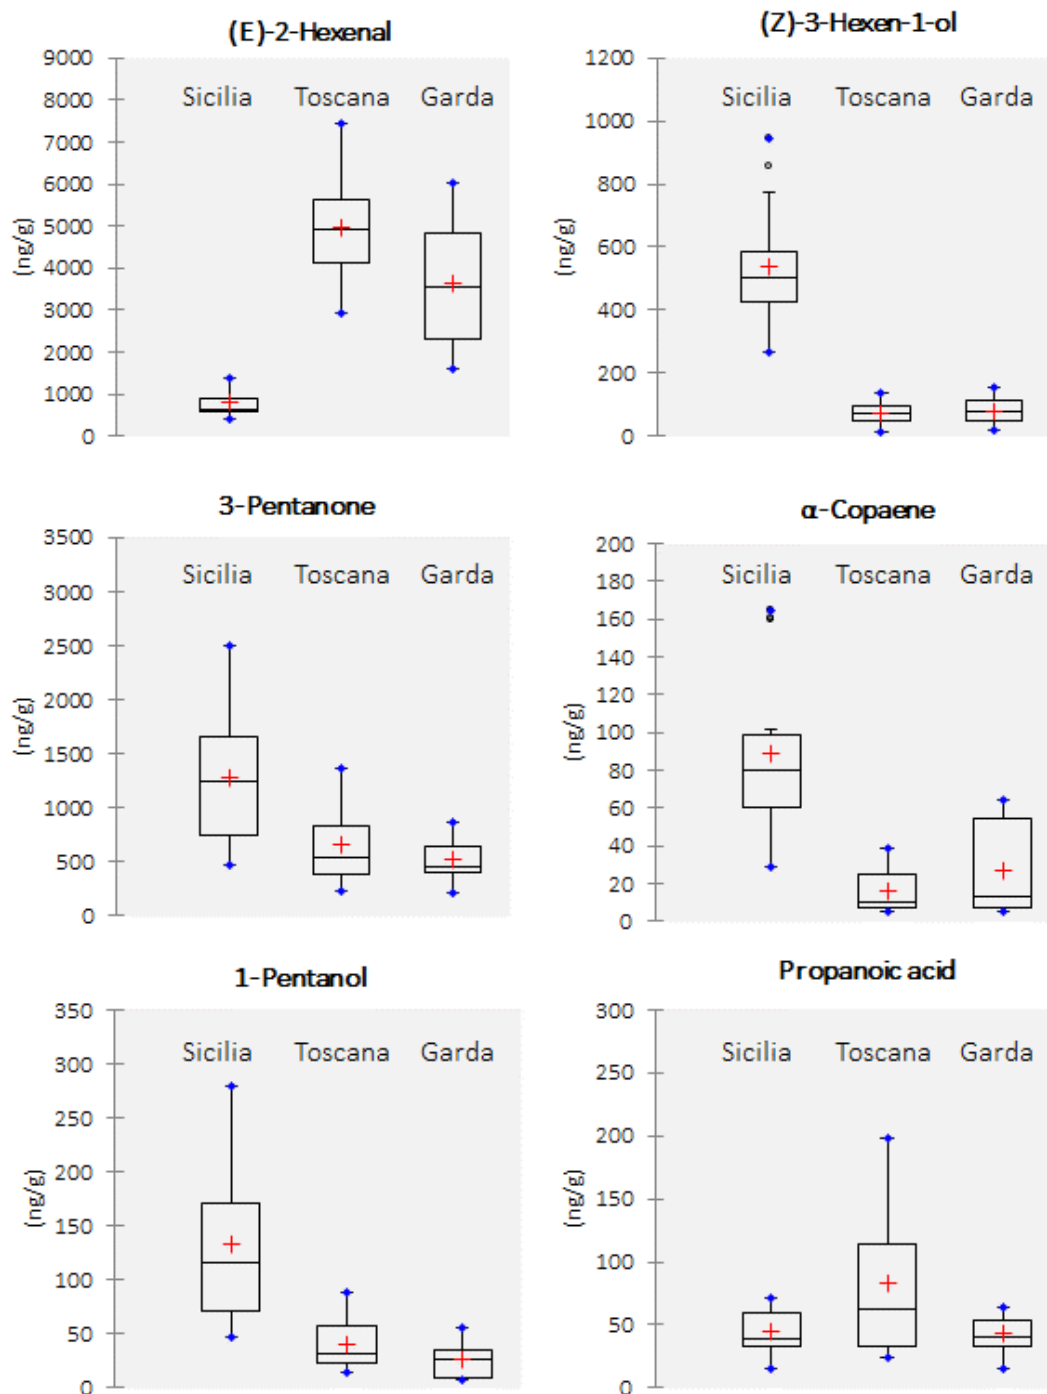 (E)-2-Hexenal
9000
8000
7000
6000
5000
4000
3000
2000
1000
0
(ng/g)
Sicilia Toscana Garda
(Z)-3-Hexen-1-ol
1200
1000
800
600
400
200
0
(ng/g)
Sicilia Toscana Garda
3-Pentanone
3500
3000
2500
2000
1500
1000
500
0
(ng/g)
Sicilia Toscana Garda
α-Copaene
200
180
160
140
120
100
80
60
40
20
0
(ng/g)
Sicilia Toscana Garda
1-Pentanol
350
300
250
200
150
100
50
0
(ng/g)
Sicilia Toscana Garda
Propanoic acid
300
250
200
150
100
50
0
(ng/g)
Sicilia Toscana Garda